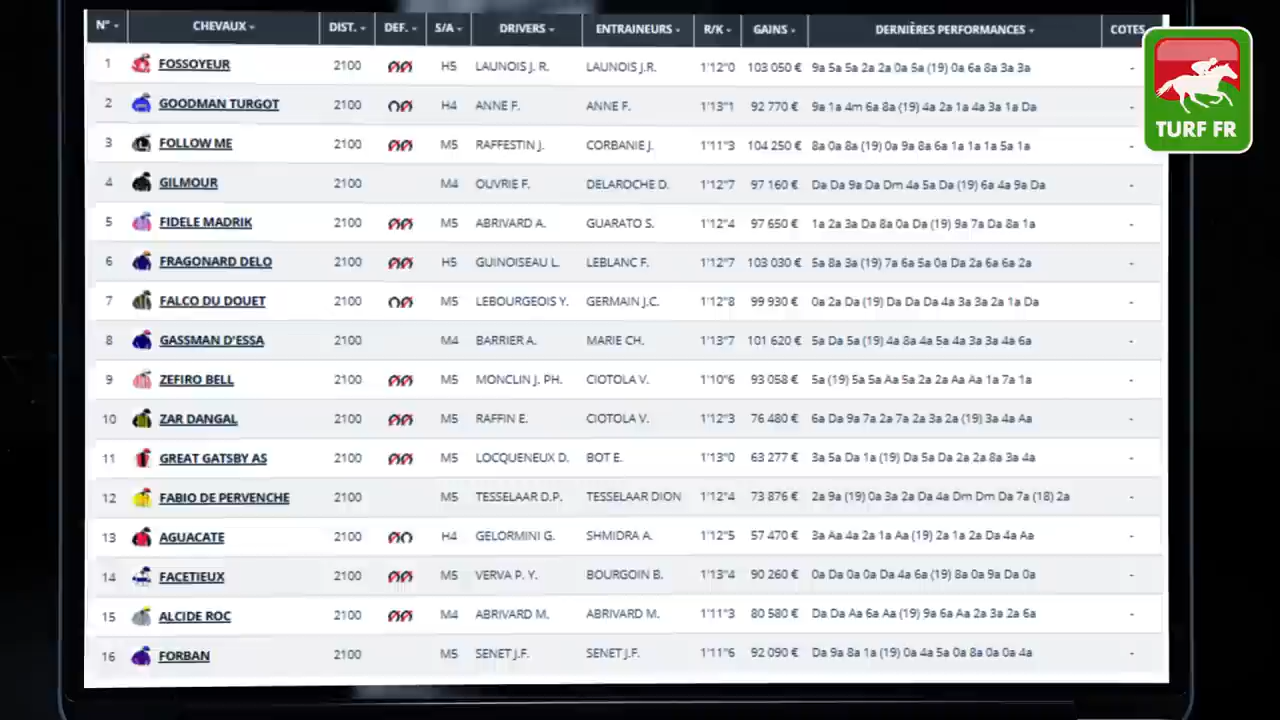 N° CHEVAUX DIST. DEF. S/A DRIVERS ENTRAINEURS R/K GAINS DERNIÈRES PERFORMANCES COTES
1 FOSSOYEUR 2100 H5 LAUNOIS J. R. LAUNOIS J.R. 1'12"0 103 050 € 9a 5a 5a 2a 2a 0a 5a (19) 0a 6a 8a 3a 3a -
2 GOODMAN TURGOT 2100 H4 ANNE F. ANNE F. 1'13"1 92 770 € 9a 1a 4m 6a 8a (19) 4a 2a 1a 4a 3a 1a Da -
3 FOLLOW ME 2100 M5 RAFFESTIN J. CORBANIE J. 1'11"3 104 250 € 8a 0a 8a (19) 0a 9a 8a 6a 1a 1a 1a 5a 1a -
4 GILMOUR 2100 M4 OUVRIE F. DELAROCHE D. 1'12"7 97 160 € Da Da 9a Da Dm 4a 5a Da (19) 6a 4a 9a Da -
5 FIDELE MADRIK 2100 M5 ABRIVARD A. GUARATO S. 1'12"4 97 650 € 1a 2a 3a Da 8a 0a Da (19) 9a 7a Da 8a 1a -
6 FRAGONARD DELO 2100 H5 GUINOISEAU L. LEBLANC F. 1'12"7 103 030 € 5a 8a 3a (19) 7a 6a 5a 0a Da 2a 6a 6a 2a -
7 FALCO DU DOUET 2100 M5 LEBOURGEOIS Y. GERMAIN J.C. 1'12"8 99 930 € 0a 2a Da (19) Da Da Da 4a 3a 3a 2a 1a Da -
8 GASSMAN D'ESSA 2100 M4 BARRIER A. MARIE CH. 1'13"7 101 620 € 5a Da 5a (19) 4a 8a 4a 5a 4a 3a 3a 4a 6a -
9 ZEFIRO BELL 2100 M5 MONCLIN J. PH. CIOTOLA V. 1'10"6 93 058 € 5a (19) 5a 5a Aa 5a 2a 2a Aa Aa 1a 7a 1a -
10 ZAR DANGAL 2100 M5 RAFFIN E. CIOTOLA V. 1'12"3 76 480 € 6a Da 9a 7a 2a 7a 2a 3a 2a (19) 3a 4a Aa -
11 GREAT GATSBY AS 2100 M5 LOCQUENEUX D. BOT E. 1'13"0 63 277 € 3a 5a Da 1a (19) Da 5a Da 2a 2a 8a 3a 4a -
12 FABIO DE PERVENCHE 2100 M5 TESSELAAR D.P. TESSELAAR DION 1'12"4 73 876 € 2a 9a (19) 0a 3a 2a Da 4a Dm Dm Da 7a (18) 2a -
13 AGUACATE 2100 H4 GELORMINI G. SHMIDRA A. 1'12"5 57 470 € 3a Aa 4a 2a 1a Aa (19) 2a 1a 2a Da 4a Aa -
14 FACETIEUX 2100 M5 VERVA P. Y. BOURGOIN B. 1'13"4 90 260 € 0a Da 0a 0a Da 4a 6a (19) 8a 0a 9a Da 0a -
15 ALCIDE ROC 2100 M4 ABRIVARD M. ABRIVARD M. 1'11"3 80 580 € Da Da Aa 6a Aa (19) 9a 6a Aa 2a 3a 2a 6a -
16 FORBAN 2100 M5 SENET J.F. SENET J.F. 1'11"6 92 090 € Da 9a 8a 1a (19) 0a 4a 5a 0a 8a 0a 0a 4a -
TURF FR